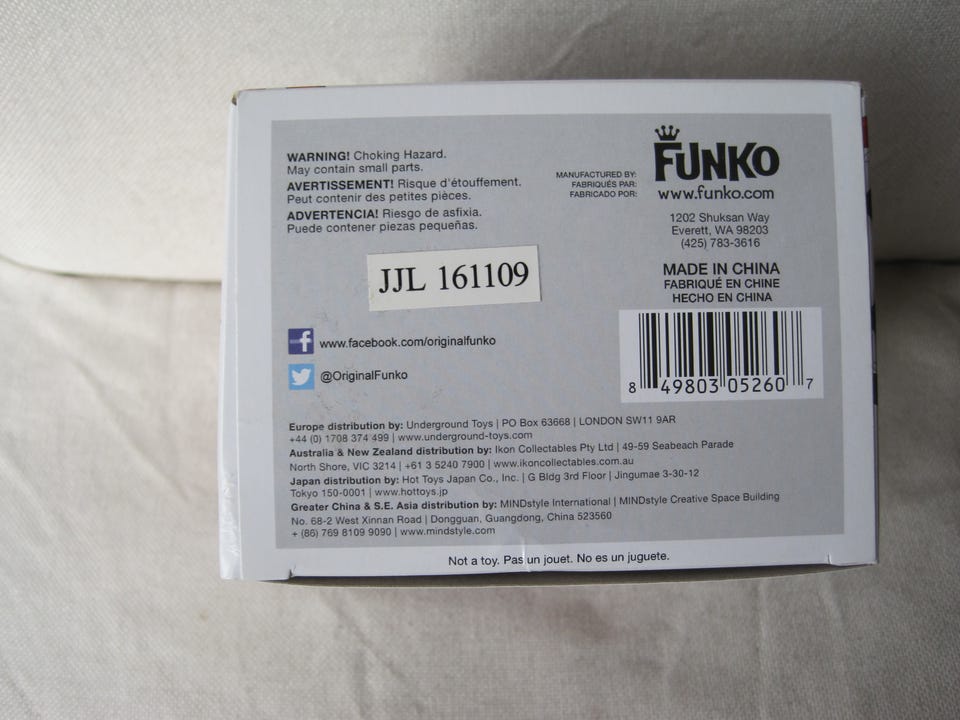 WARNING! Choking Hazard.
May contain small parts.
AVERTISSEMENT! Risque d'étouffement.
Peut contenir des petites pièces.
ADVERTENCIA! Riesgo de asfixia.
Puede contener piezas pequeñas.
MANUFACTURED BY:
FABRIQUÉS PAR:
FABRICADO POR:
FUNKO
www.funko.com
1202 Shuksan Way
Everett, WA 98203
(425) 783-3616
MADE IN CHINA
FABRIQUÉ EN CHINE
HECHO EN CHINA
JJL 161109
f www.facebook.com/originalfunko
@OriginalFunko
8 49803 05260 7
Europe distribution by: Underground Toys | PO Box 63668 | LONDON SW11 9AR
+44 (0) 1708 374 499 | www.underground-toys.com
Australia & New Zealand distribution by: Ikon Collectables Pty Ltd | 49-59 Seabeach Parade
North Shore, VIC 3214 | +61 3 5240 7900 | www.ikoncollectables.com.au
Japan distribution by: Hot Toys Japan Co., Inc. | G Bldg 3rd Floor | Jingumae 3-30-12
Tokyo 150-0001 | www.hottoys.jp
Greater China & S.E. Asia distribution by: MINDstyle International | MINDstyle Creative Space Building
No. 68-2 West Xinnan Road | Dongguan, Guangdong, China 523560
+ (86) 769 8109 9090 | www.mindstyle.com
Not a toy. Pas un jouet. No es un juguete.